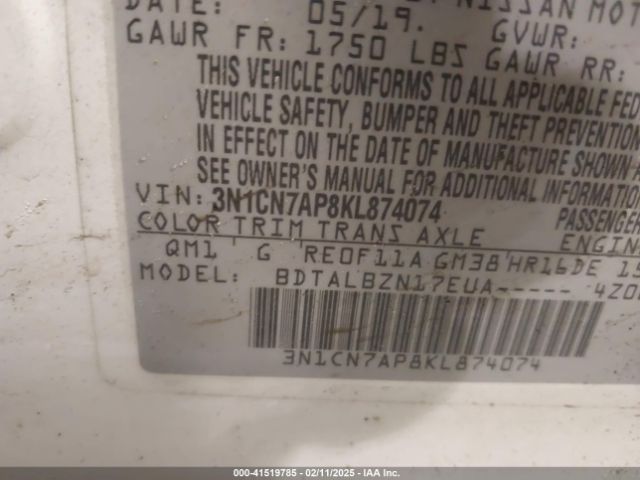 DATE: 05/19. NISSAN MOT
GVWR:
GAWR FR: 1750 LBS GAWR RR:
THIS VEHICLE CONFORMS TO ALL APPLICABLE FED
VEHICLE SAFETY, BUMPER AND THEFT PREVENTION
IN EFFECT ON THE DATE OF MANUFACTURE SHOWN A
SEE OWNER'S MANUAL FOR ADDITIONAL INFORMATION
VIN: 3N1CN7AP8KL874074 PASSENGER
COLOR TRIM TRANS AXLE ENGIN
QM1 G RE0F11A GM38 HR16DE 1.
MODEL: BDTALBZN17EUA----- 4Z0
3N1CN7AP8KL874074
000-41519785 - 02/11/2025 - IAA Inc.